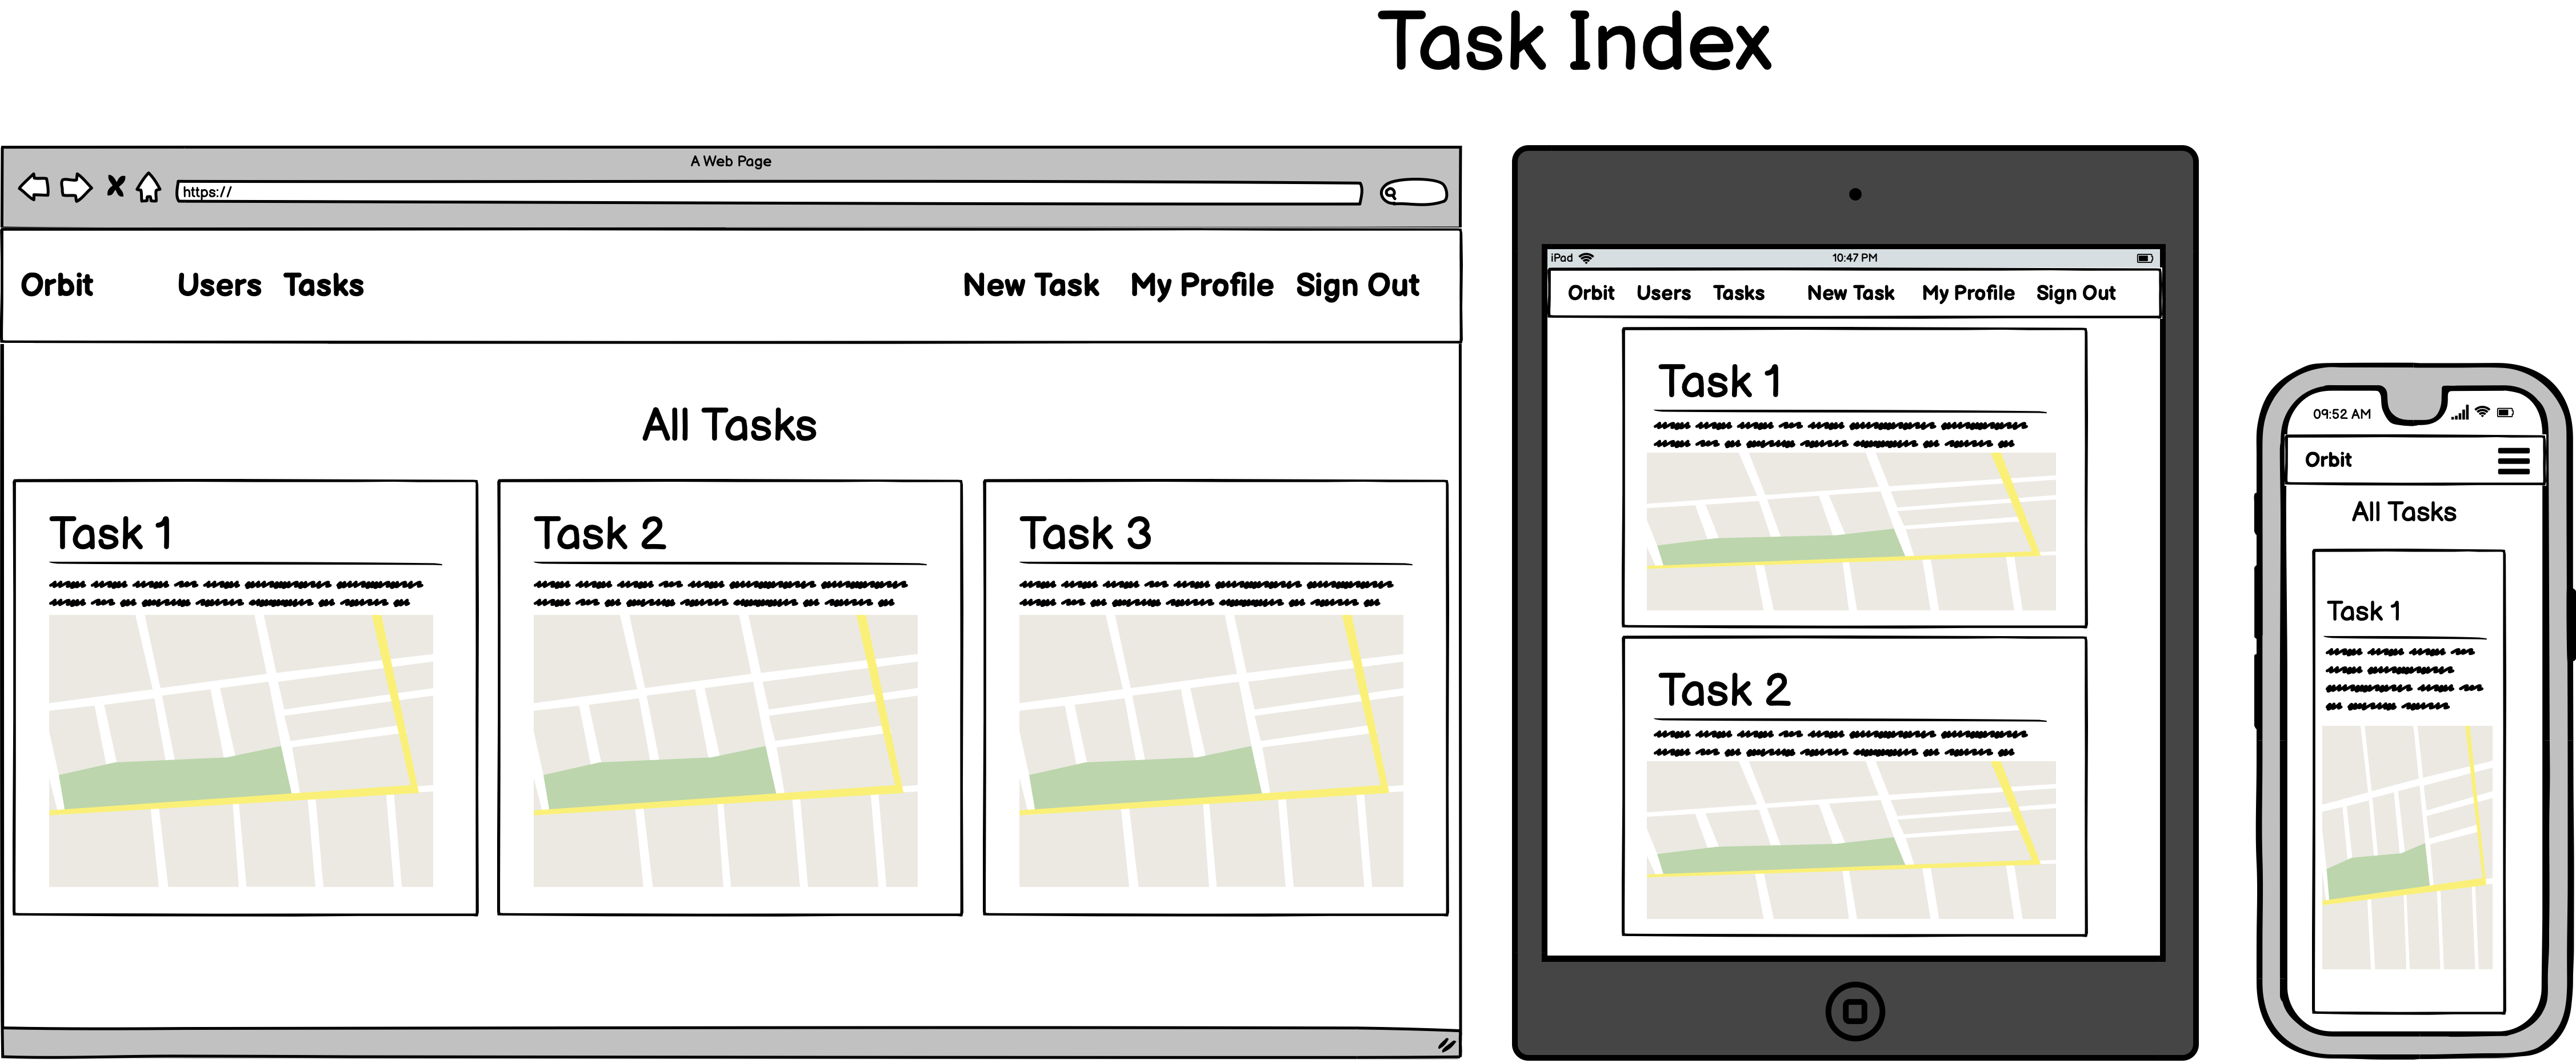 Task Index
A Web Page
https://
Orbit Users Tasks New Task My Profile Sign Out
All Tasks
Task 1
Task 2
Task 3
iPad 10:47 PM
Orbit Users Tasks New Task My Profile Sign Out
Task 1
Task 2
09:52 AM
Orbit
All Tasks
Task 1